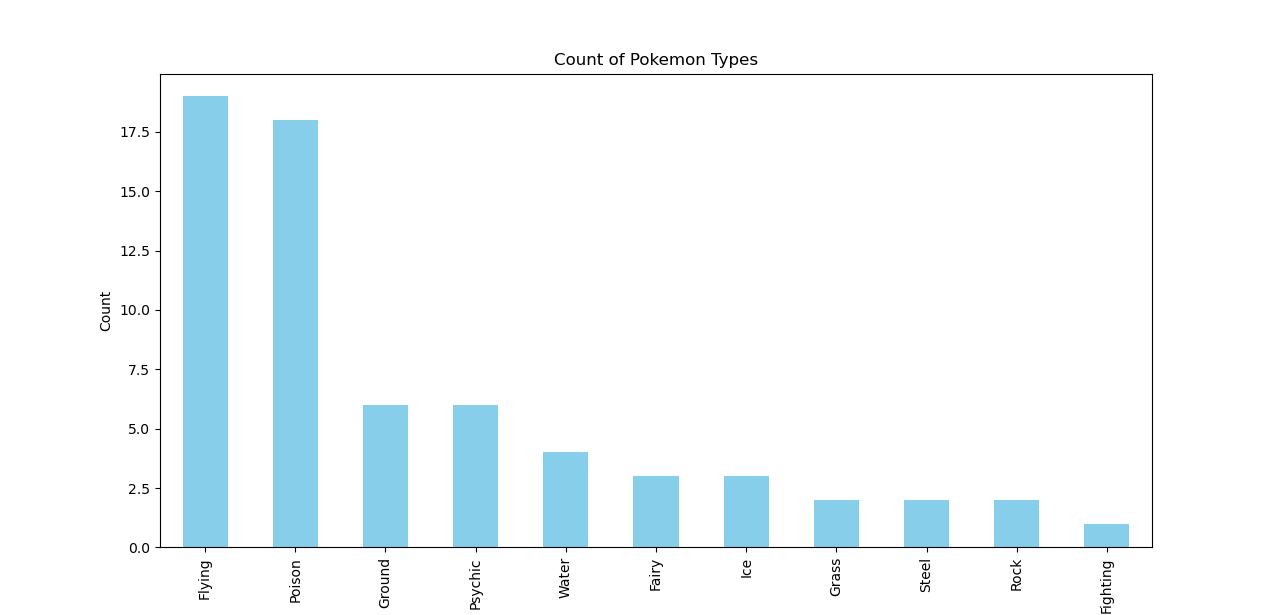 Count of Pokemon Types
Count
17.5
15.0
12.5
10.0
7.5
5.0
2.5
0.0
Flying
Poison
Ground
Psychic
Water
Fairy
Ice
Grass
Steel
Rock
Fighting